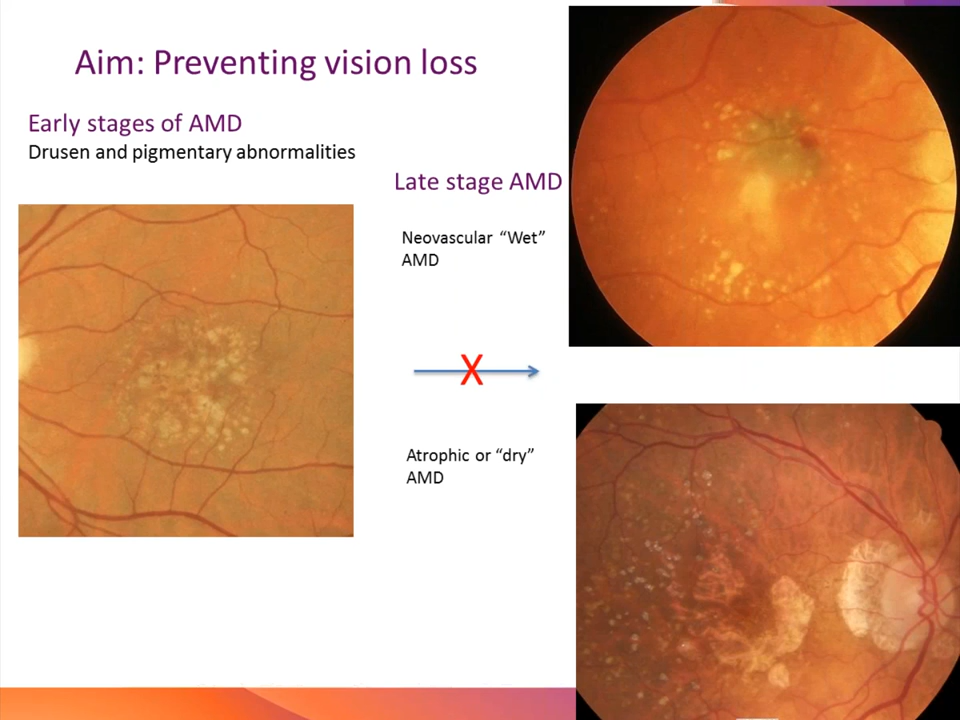 Aim: Preventing vision loss
Early stages of AMD
Drusen and pigmentary abnormalities
Late stage AMD
Neovascular “Wet”
AMD
X
Atrophic or “dry”
AMD